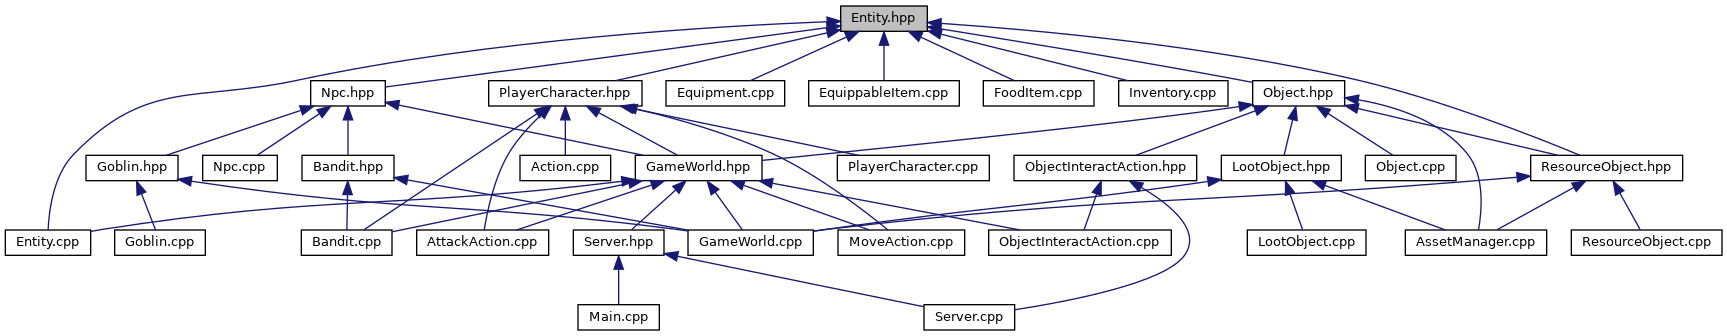 Entity.hpp
Npc.hpp
PlayerCharacter.hpp
Equipment.cpp
EquippableItem.cpp
FoodItem.cpp
Inventory.cpp
Object.hpp
Goblin.hpp
Npc.cpp
Bandit.hpp
Action.cpp
GameWorld.hpp
PlayerCharacter.cpp
ObjectInteractAction.hpp
LootObject.hpp
Object.cpp
ResourceObject.hpp
Entity.cpp
Goblin.cpp
Bandit.cpp
AttackAction.cpp
Server.hpp
GameWorld.cpp
MoveAction.cpp
ObjectInteractAction.cpp
LootObject.cpp
AssetManager.cpp
ResourceObject.cpp
Main.cpp
Server.cpp